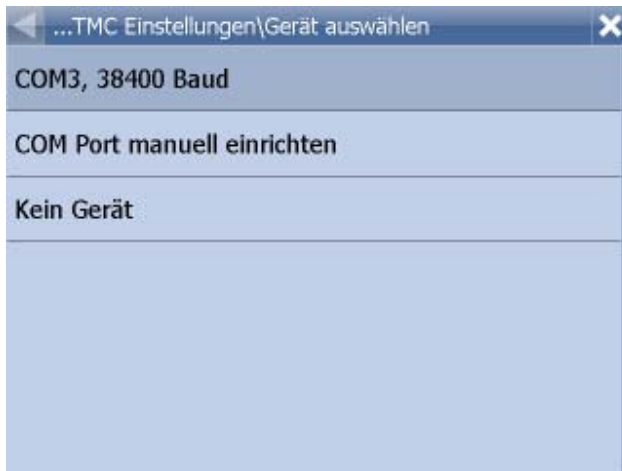 ...TMC Einstellungen\Gerät auswählen
COM3, 38400 Baud
COM Port manuell einrichten
Kein Gerät